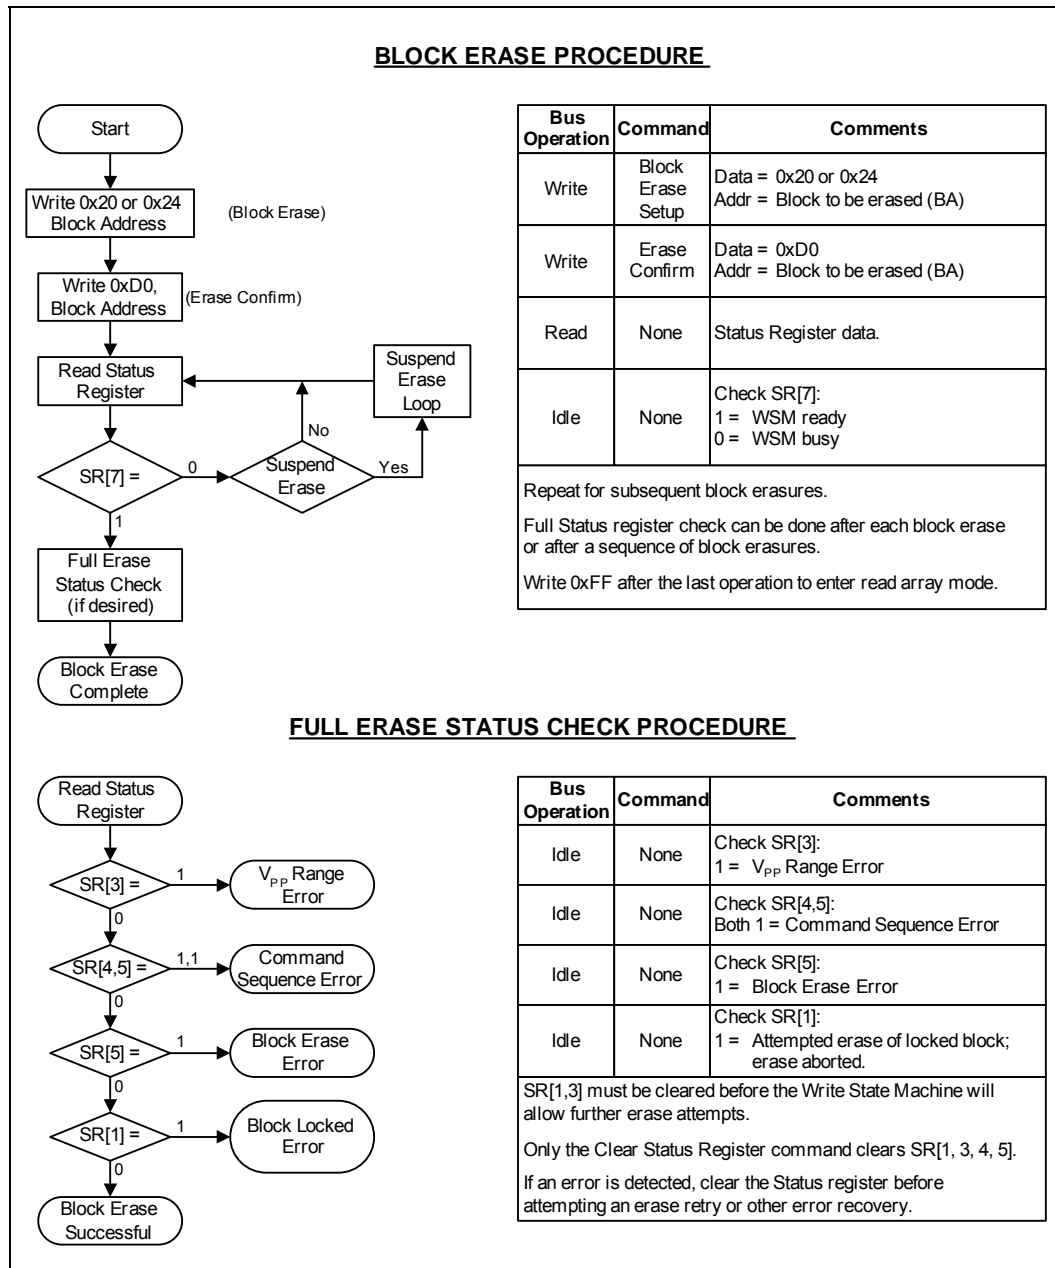 BLOCK ERASE PROCEDURE
Start
Write 0x20 or 0x24
Block Address
(Block Erase)
Write 0xD0,
Block Address
(Erase Confirm)
Read Status
Register
Suspend
Erase
Loop
No
SR[7] =
0
Suspend
Erase
Yes
1
Full Erase
Status Check
(if desired)
Block Erase
Complete
Bus
Operation
Command
Comments
Write
Block
Erase
Setup
Data = 0x20 or 0x24
Addr = Block to be erased (BA)
Write
Erase
Confirm
Data = 0xD0
Addr = Block to be erased (BA)
Read
None
Status Register data.
Idle
None
Check SR[7]:
1 = WSM ready
0 = WSM busy
Repeat for subsequent block erasures.
Full Status register check can be done after each block erase
or after a sequence of block erasures.
Write 0xFF after the last operation to enter read array mode.
FULL ERASE STATUS CHECK PROCEDURE
Read Status
Register
SR[3] =
1
VPP Range
Error
0
SR[4,5] =
1,1
Command
Sequence Error
0
SR[5] =
1
Block Erase
Error
0
SR[1] =
1
Block Locked
Error
0
Block Erase
Successful
Bus
Operation
Command
Comments
Idle
None
Check SR[3]:
1 = VPP Range Error
Idle
None
Check SR[4,5]:
Both 1 = Command Sequence Error
Idle
None
Check SR[5]:
1 = Block Erase Error
Idle
None
Check SR[1]:
1 = Attempted erase of locked block;
erase aborted.
SR[1,3] must be cleared before the Write State Machine will
allow further erase attempts.
Only the Clear Status Register command clears SR[1, 3, 4, 5].
If an error is detected, clear the Status register before
attempting an erase retry or other error recovery.